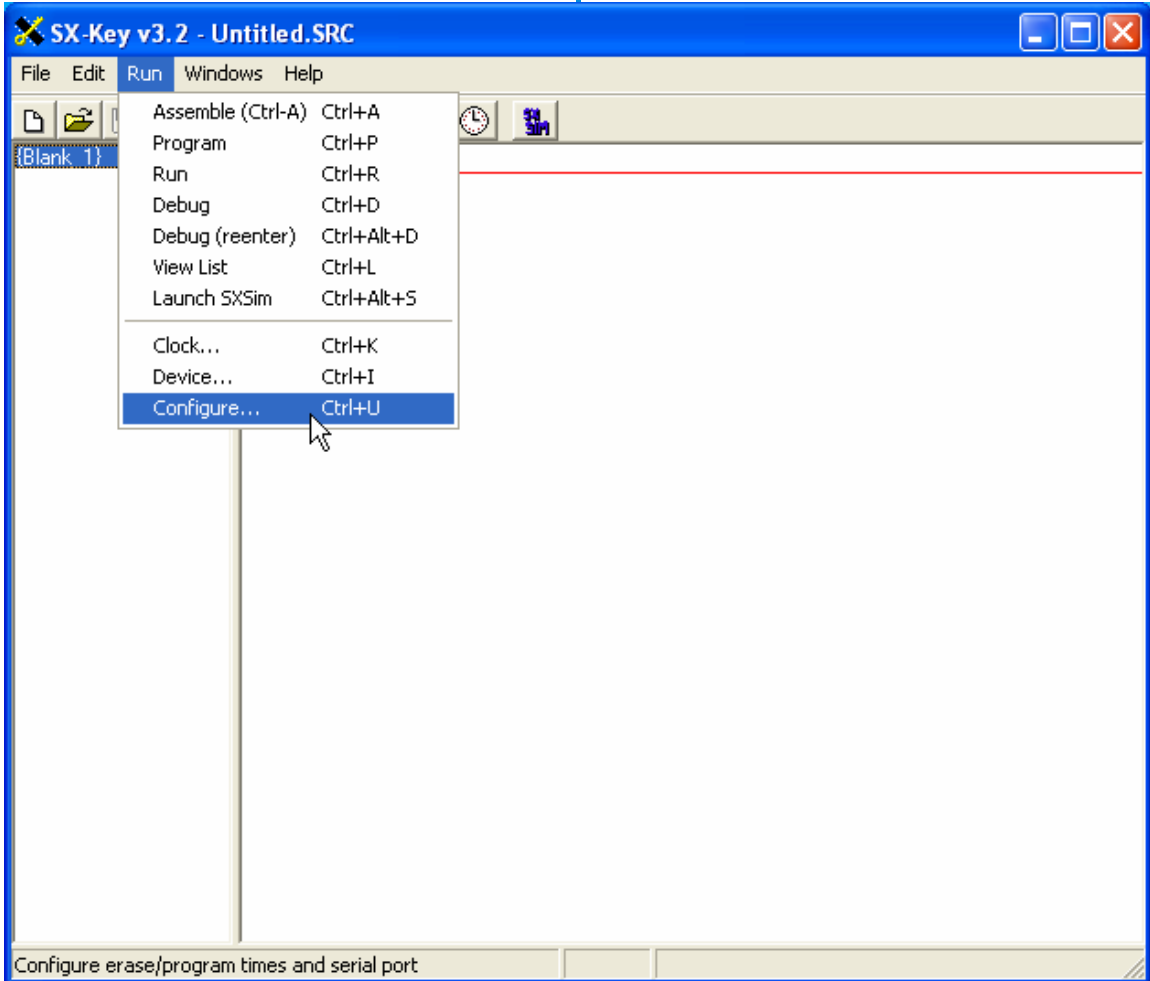 SX-Key v3.2 - Untitled.SRC
File Edit Run Windows Help
SX SIM
{Blank 1}
Assemble (Ctrl-A) Ctrl+A
Program Ctrl+P
Run Ctrl+R
Debug Ctrl+D
Debug (reenter) Ctrl+Alt+D
View List Ctrl+L
Launch SXSim Ctrl+Alt+S
Clock... Ctrl+K
Device... Ctrl+I
Configure... Ctrl+U
Configure erase/program times and serial port